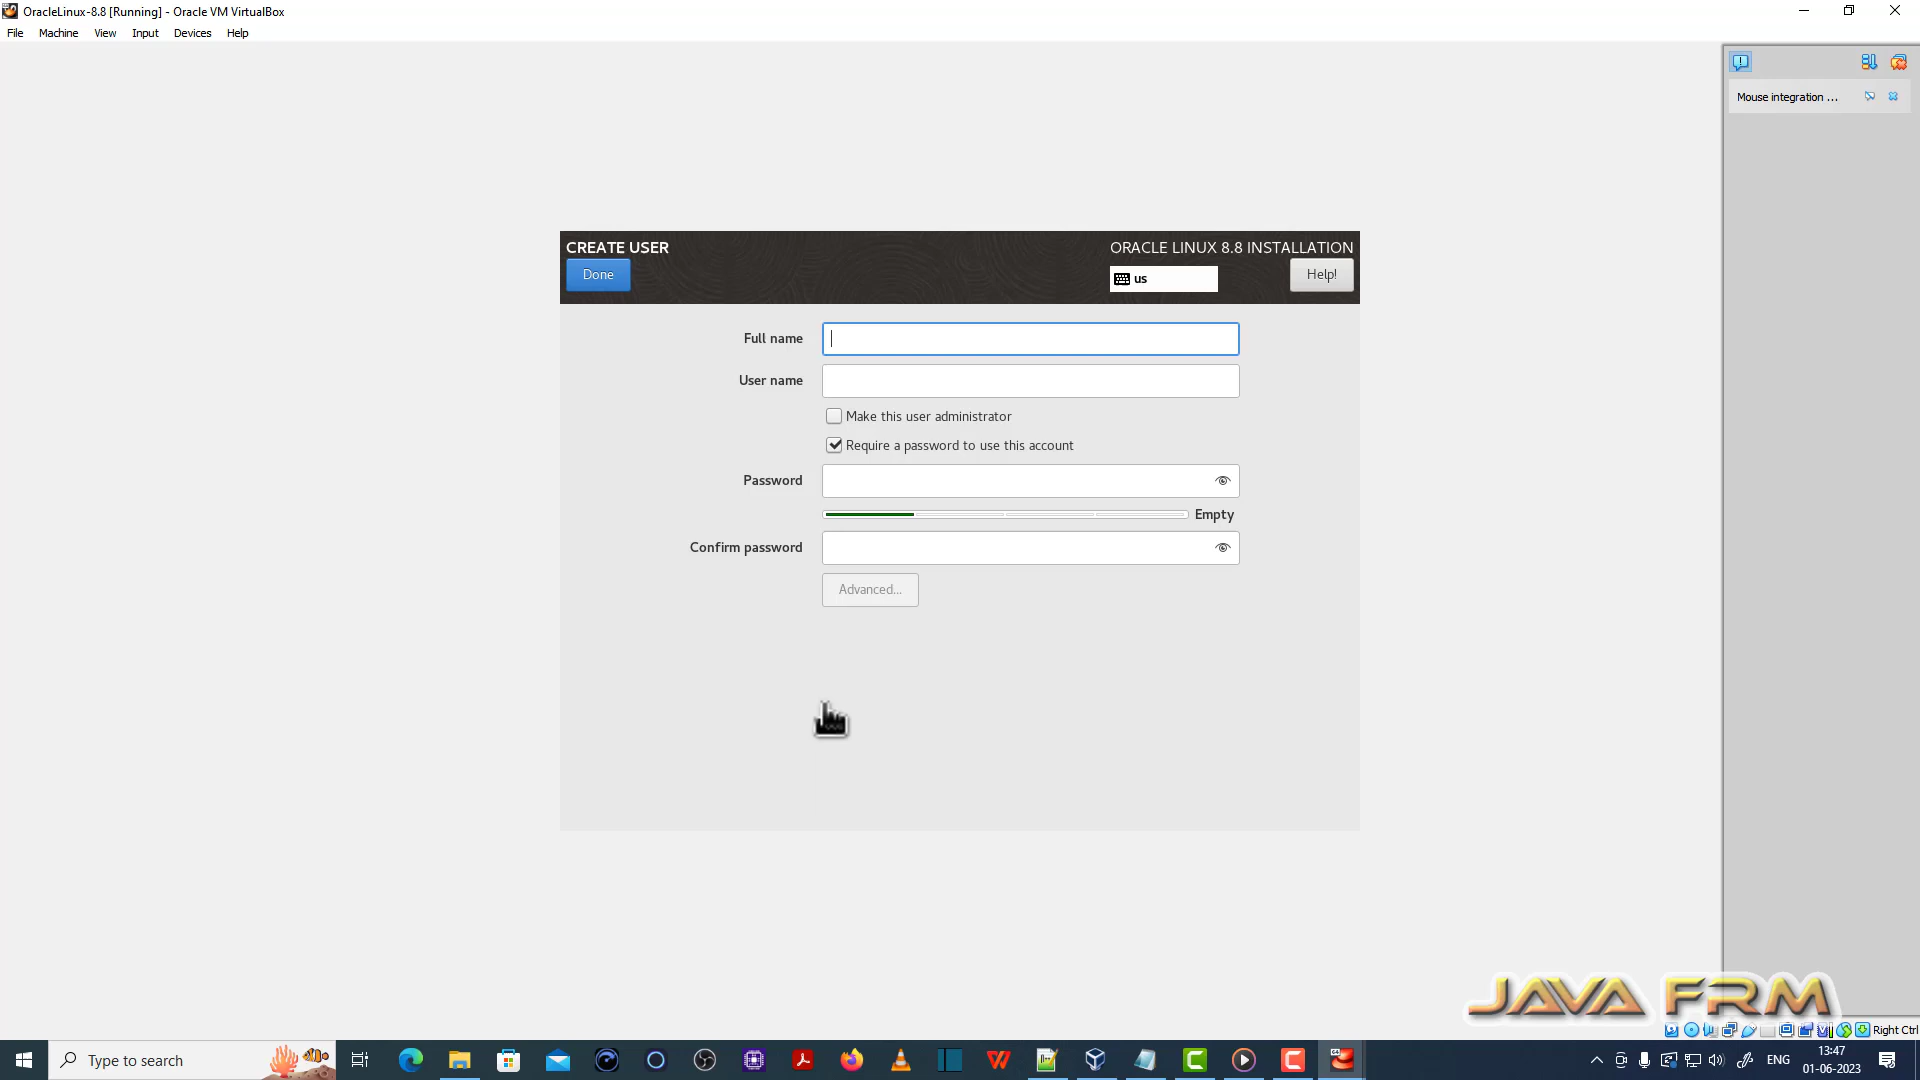 OracleLinux-8.8 [Running] - Oracle VM VirtualBox
File Machine View Input Devices Help
Mouse integration ...
CREATE USER
ORACLE LINUX 8.8 INSTALLATION
Done
us
Help!
Full name
User name
Make this user administrator
Require a password to use this account
Password
Empty
Confirm password
Advanced...
JAVA FRM
Right Ctrl
Type to search
ENG
13:47
01-06-2023